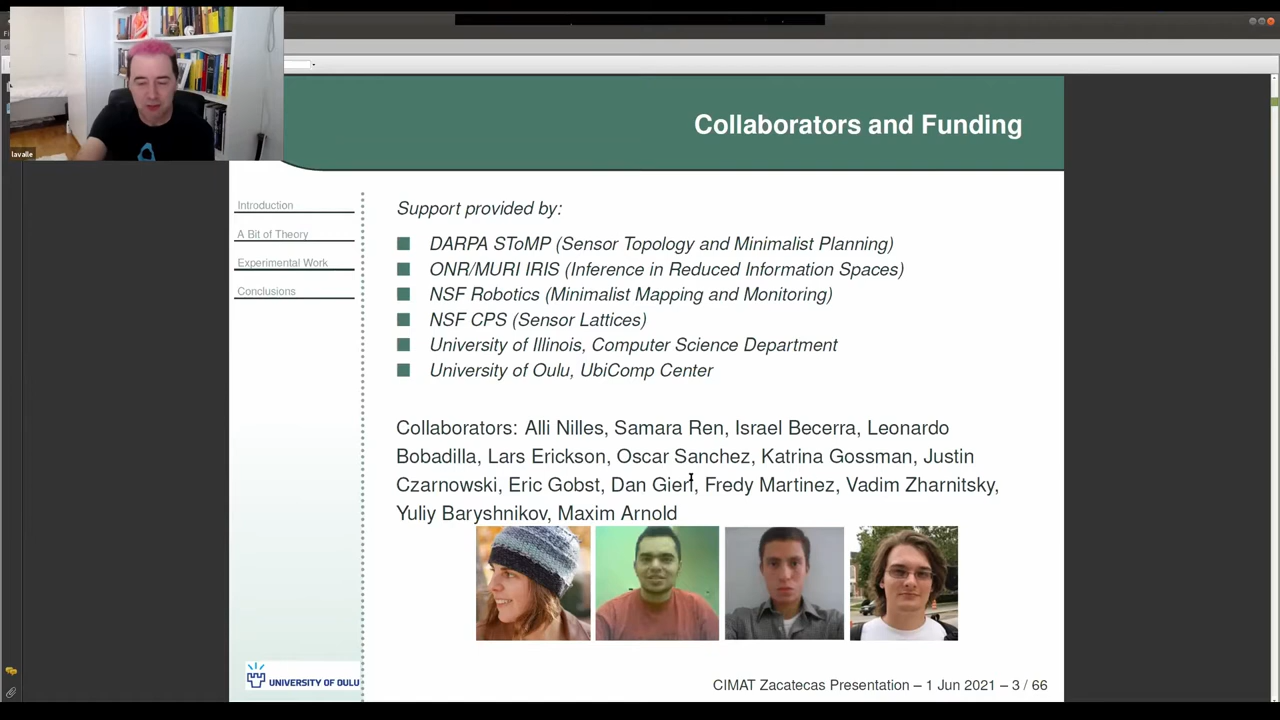 lavalle
Collaborators and Funding
Introduction
A Bit of Theory
Experimental Work
Conclusions
Support provided by:
DARPA SToMP (Sensor Topology and Minimalist Planning)
ONR/MURI IRIS (Inference in Reduced Information Spaces)
NSF Robotics (Minimalist Mapping and Monitoring)
NSF CPS (Sensor Lattices)
University of Illinois, Computer Science Department
University of Oulu, UbiComp Center
Collaborators: Alli Nilles, Samara Ren, Israel Becerra, Leonardo
Bobadilla, Lars Erickson, Oscar Sanchez, Katrina Gossman, Justin
Czarnowski, Eric Gobst, Dan Gierl, Fredy Martinez, Vadim Zharnitsky,
Yuliy Baryshnikov, Maxim Arnold
UNIVERSITY OF OULU
CIMAT Zacatecas Presentation – 1 Jun 2021 – 3 / 66